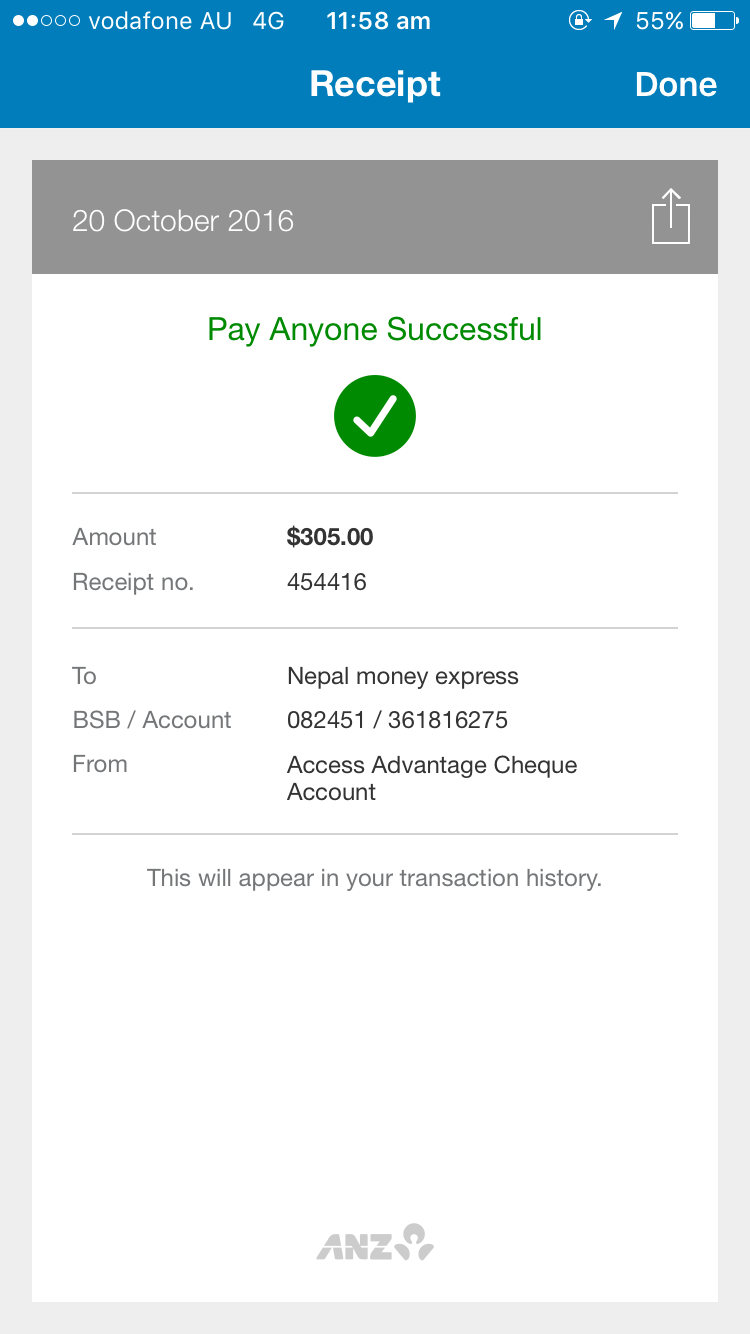 vodafone AU 4G 11:58 am 55%
Receipt Done
20 October 2016
Pay Anyone Successful
Amount $305.00
Receipt no. 454416
To Nepal money express
BSB / Account 082451 / 361816275
From Access Advantage Cheque
Account
This will appear in your transaction history.
ANZ